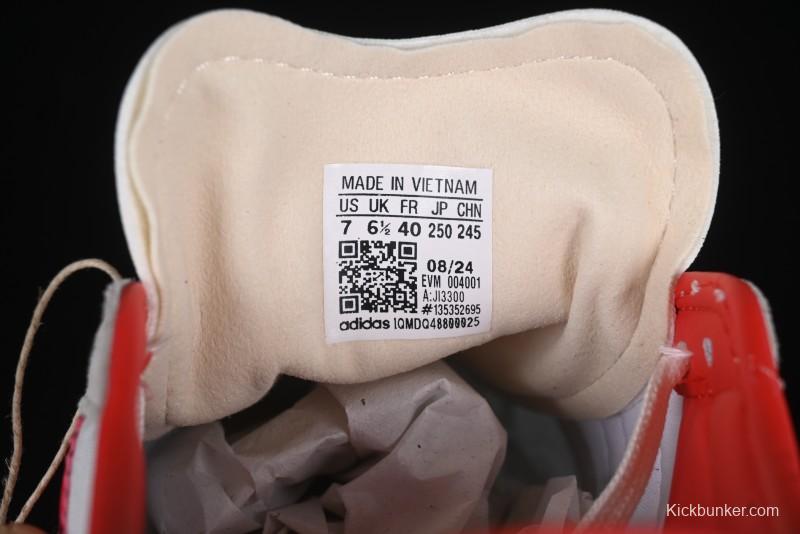 MADE IN VIETNAM
US UK FR JP CHN
7 6½ 40 250 245
08/24
EVM 004001
A:JI3300
#135352695
adidas IQMDQ48800025
Kickbunker.com